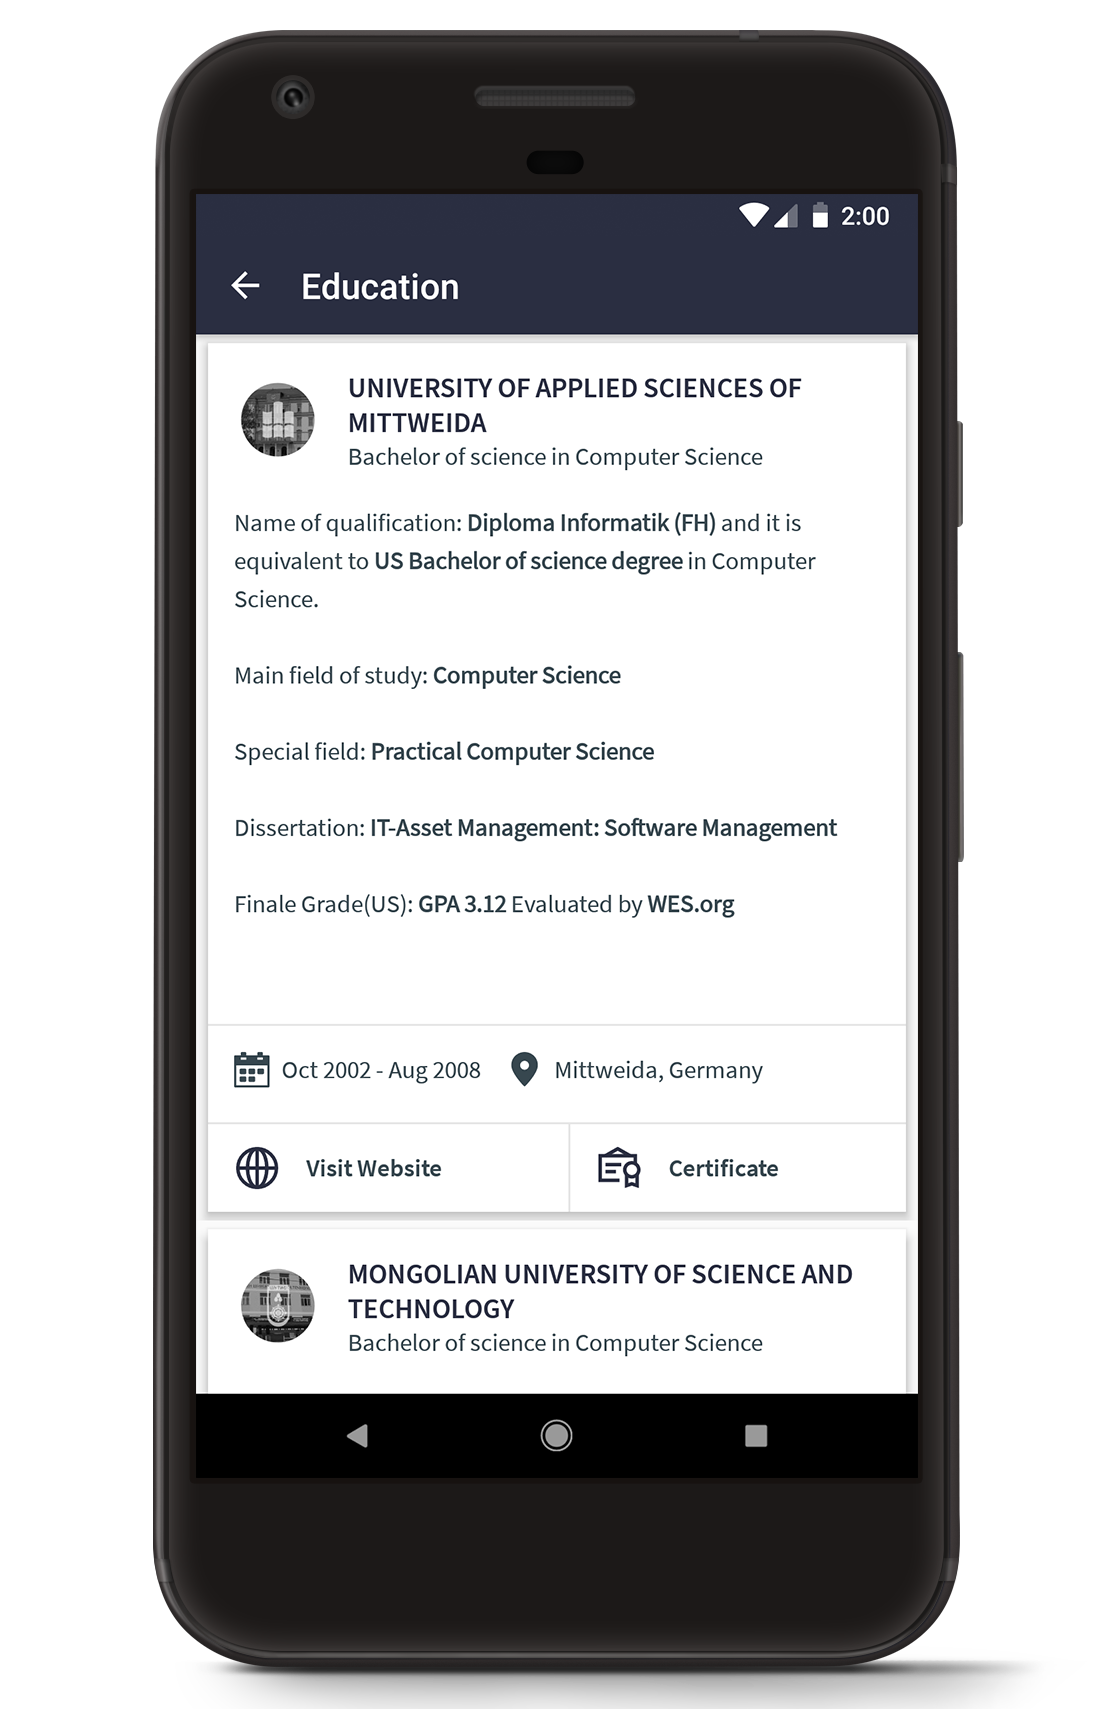 2:00
Education
UNIVERSITY OF APPLIED SCIENCES OF
MITTWEIDA
Bachelor of science in Computer Science
Name of qualification: Diploma Informatik (FH) and it is
equivalent to US Bachelor of science degree in Computer
Science.
Main field of study: Computer Science
Special field: Practical Computer Science
Dissertation: IT-Asset Management: Software Management
Finale Grade(US): GPA 3.12 Evaluated by WES.org
Oct 2002 - Aug 2008 Mittweida, Germany
Visit Website Certificate
MONGOLIAN UNIVERSITY OF SCIENCE AND
TECHNOLOGY
Bachelor of science in Computer Science